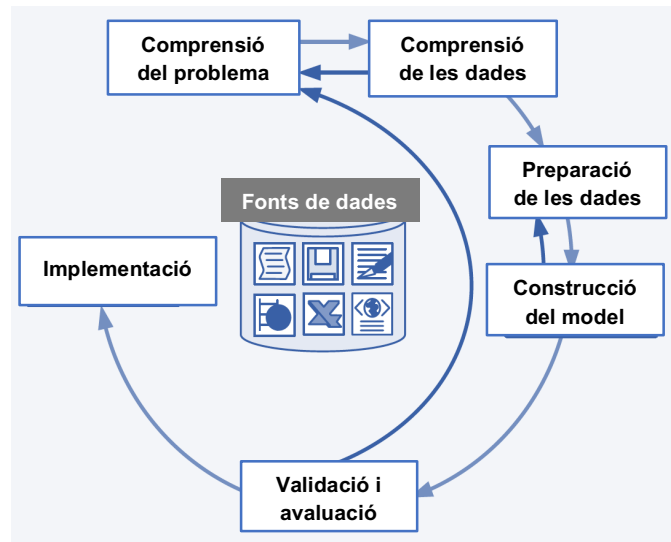 Comprensió
del problema
Comprensió
de les dades
Preparació
de les dades
Fonts de dades
Implementació
Construcció
del model
Validació i
avaluació